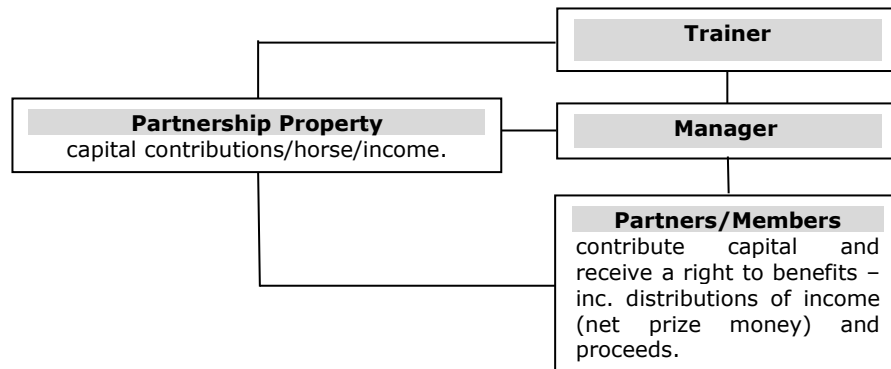 Trainer
Partnership Property
capital contributions/horse/income.
Manager
Partners/Members
contribute capital and
receive a right to benefits –
inc. distributions of income
(net prize money) and
proceeds.